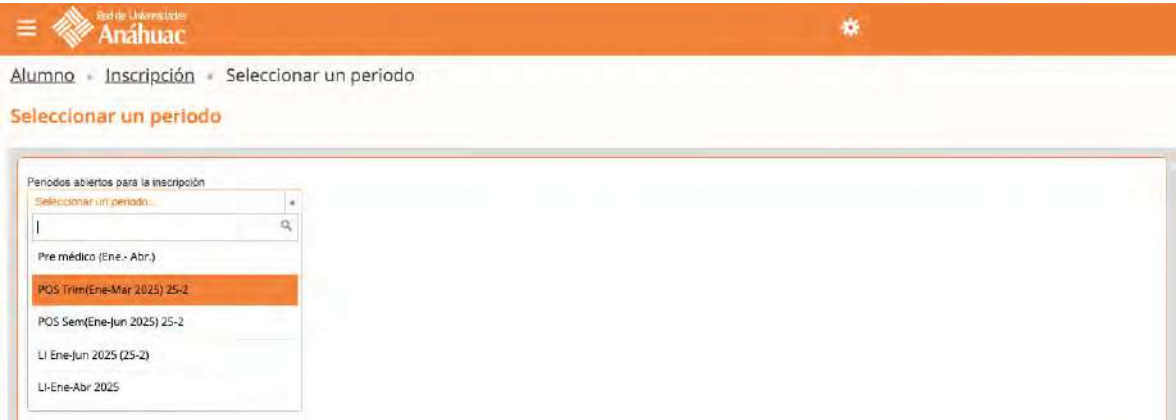 Red de Universidades
Anáhuac
Alumno • Inscripción • Seleccionar un periodo
Seleccionar un periodo
Periodos abiertos para la inscripción
Seleccionar un periodo...
Pre médico (Ene.- Abr.)
POS Trim(Ene-Mar 2025) 25-2
POS Sem(Ene-Jun 2025) 25-2
LI Ene-Jun 2025 (25-2)
LI-Ene-Abr 2025